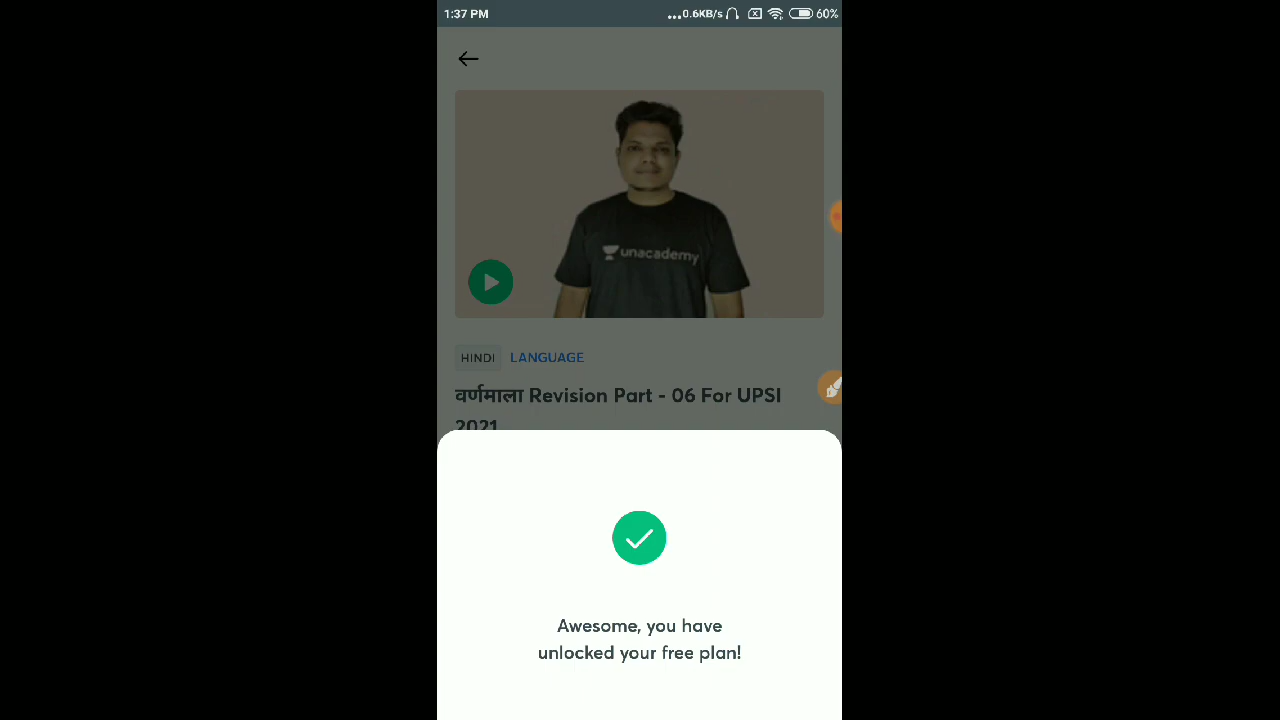 1:37 PM ...0.6KB/s 60%
unacademy
HINDI LANGUAGE
वर्णमाला Revision Part - 06 For UPSI
2021
Awesome, you have
unlocked your free plan!